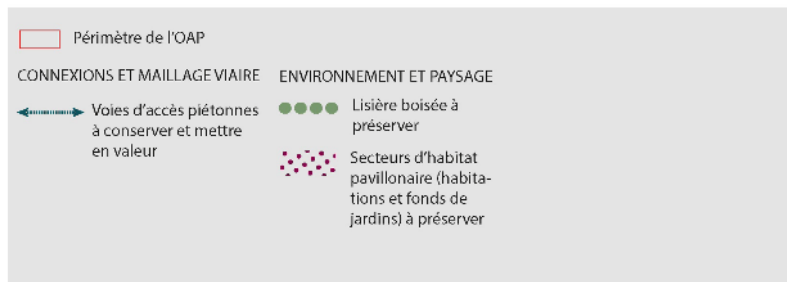 Périmètre de l'OAP
CONNEXIONS ET MAILLAGE VIAIRE
Voies d'accès piétonnes
à conserver et mettre
en valeur
ENVIRONNEMENT ET PAYSAGE
Lisière boisée à
préserver
Secteurs d'habitat
pavillonaire (habita-
tions et fonds de
jardins) à préserver